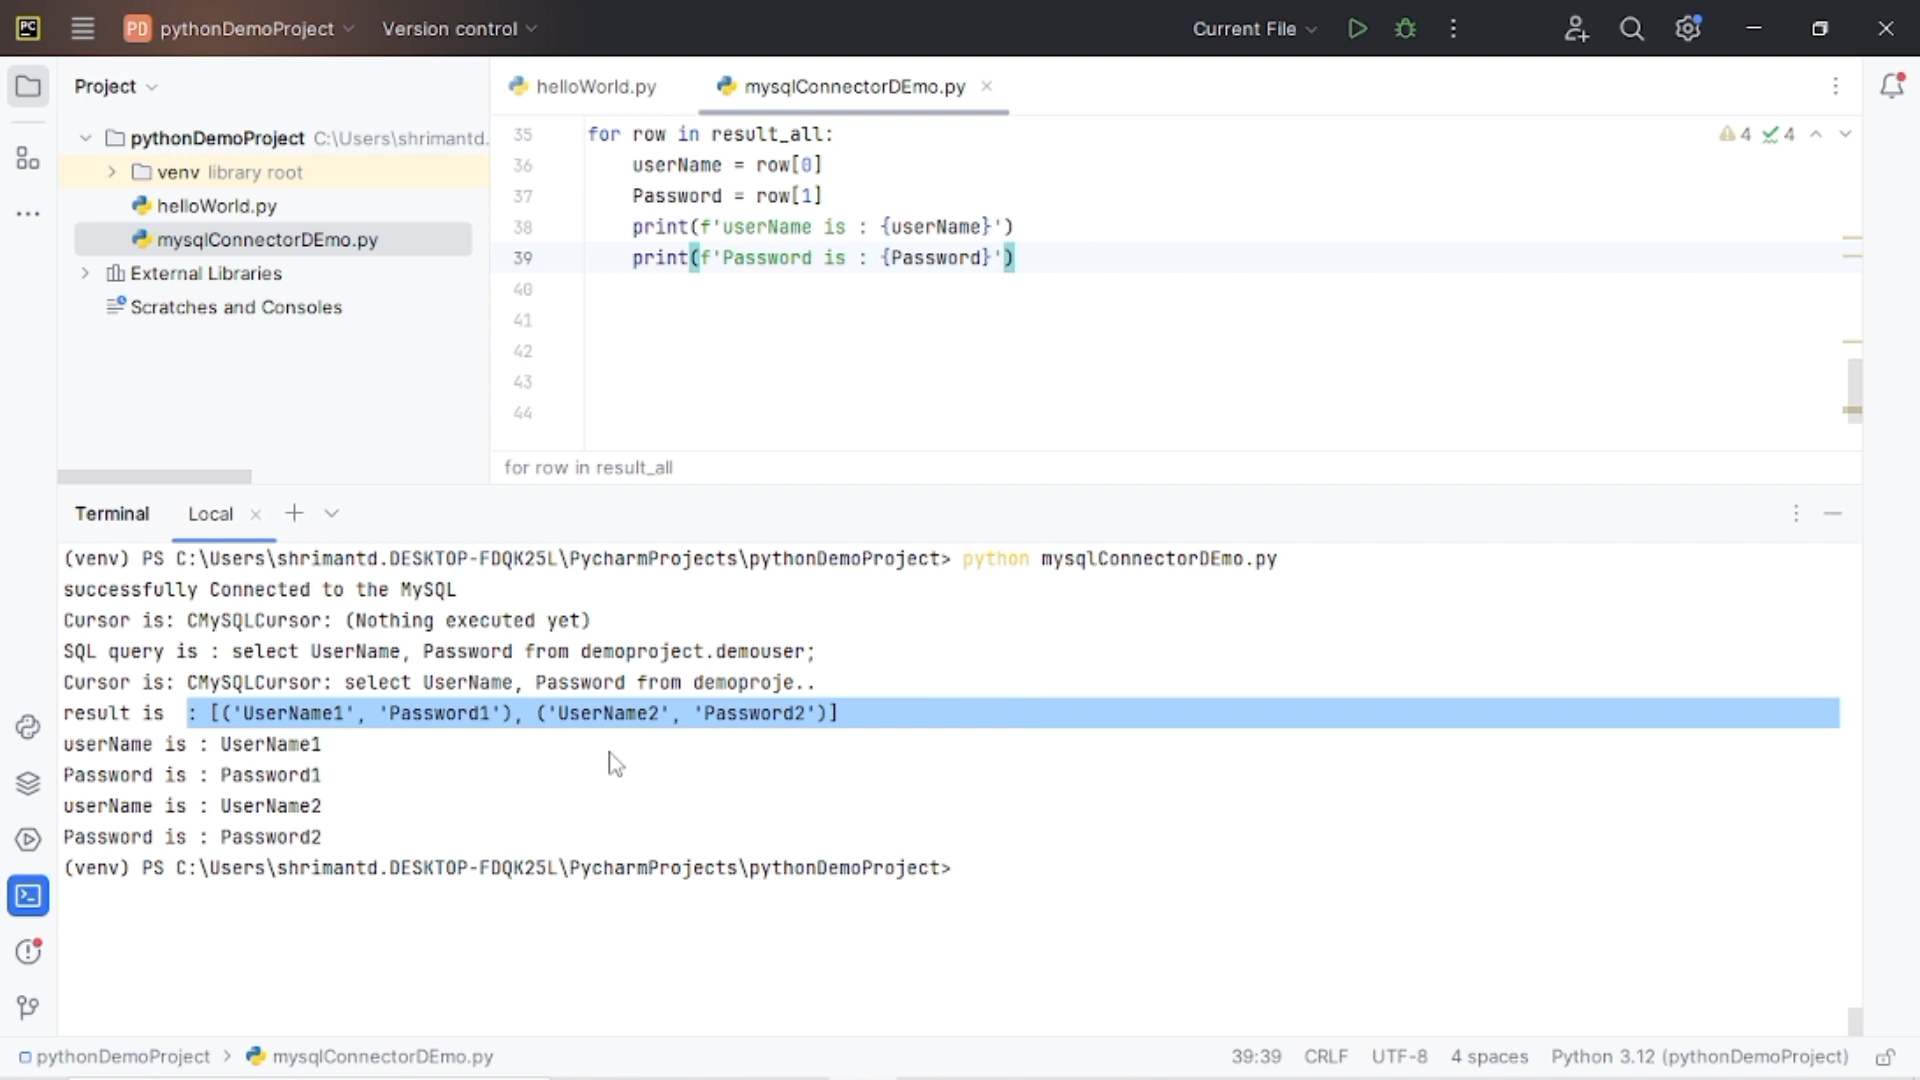 PC PD pythonDemoProject Version control Current File
Project
helloWorld.py mysqlConnectorDEmo.py
pythonDemoProject C:\Users\shrimantd.
venv library root
helloWorld.py
mysqlConnectorDEmo.py
External Libraries
Scratches and Consoles
35 for row in result_all: 4 4
36 userName = row[0]
37 Password = row[1]
38 print(f'userName is : {userName}')
39 print(f'Password is : {Password}')
40
41
42
43
44
for row in result_all
Terminal Local
(venv) PS C:\Users\shrimantd.DESKTOP-FDQK25L\PycharmProjects\pythonDemoProject> python mysqlConnectorDEmo.py
successfully Connected to the MySQL
Cursor is: CMySQLCursor: (Nothing executed yet)
SQL query is : select UserName, Password from demoproject.demouser;
Cursor is: CMySQLCursor: select UserName, Password from demoproje..
result is : [('UserName1', 'Password1'), ('UserName2', 'Password2')]
userName is : UserName1
Password is : Password1
userName is : UserName2
Password is : Password2
(venv) PS C:\Users\shrimantd.DESKTOP-FDQK25L\PycharmProjects\pythonDemoProject>
pythonDemoProject > mysqlConnectorDEmo.py 39:39 CRLF UTF-8 4 spaces Python 3.12 (pythonDemoProject)